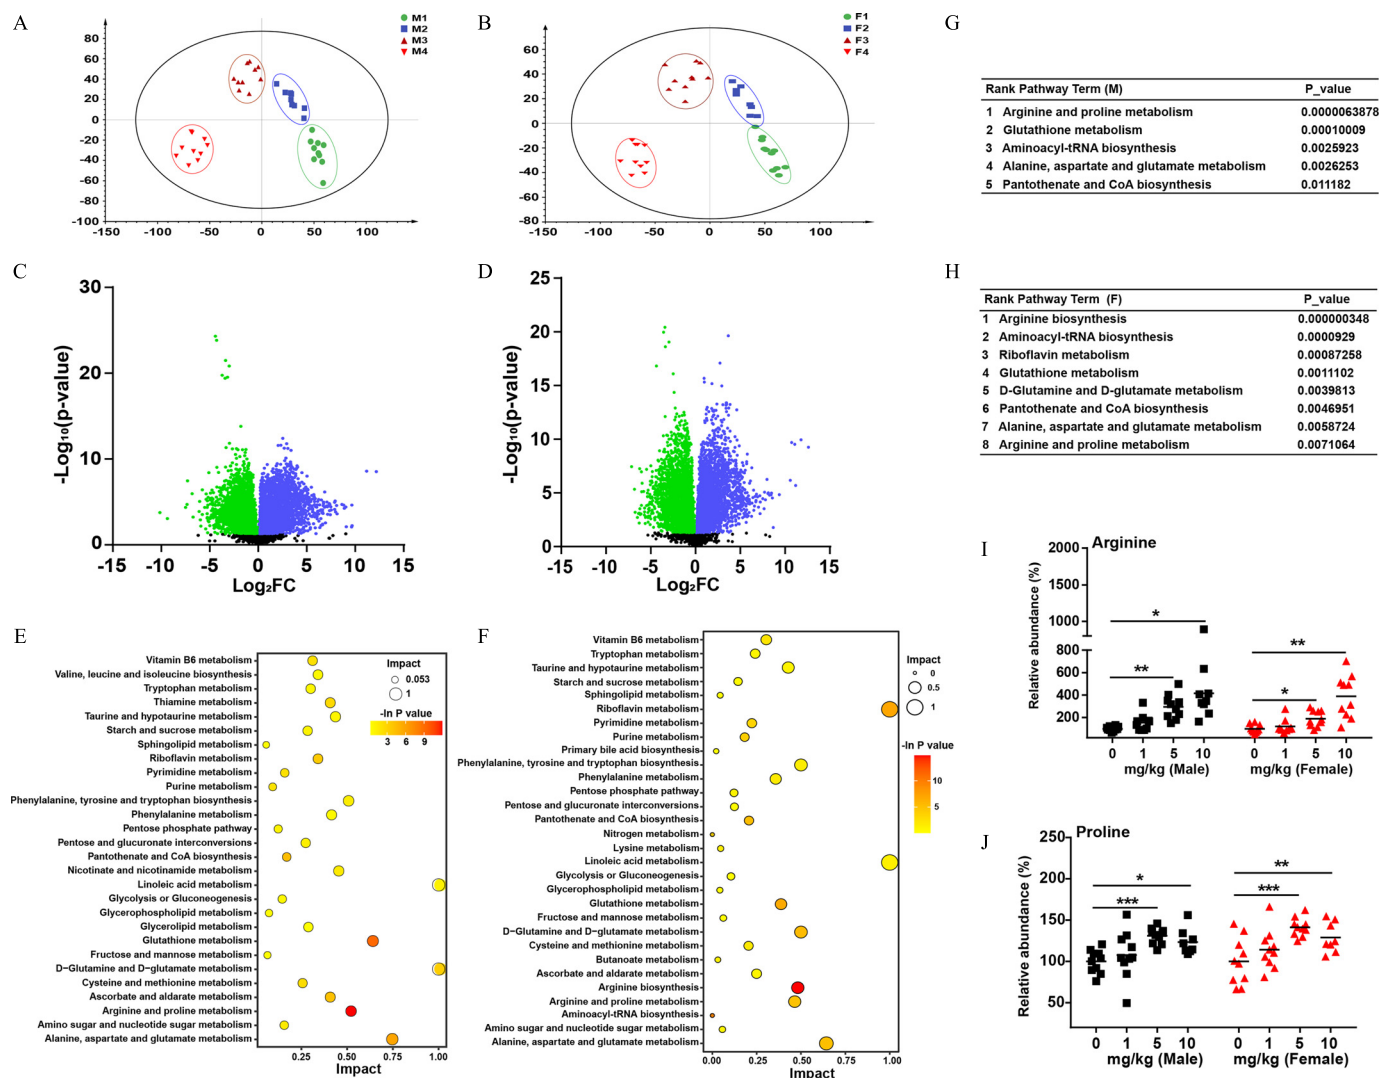 A
M1
M2
M3
M4
80
60
40
20
0
-20
-40
-60
-80
-100
-150 -100 -50 0 50 100
B
F1
F2
F3
F4
60
40
20
0
-20
-40
-60
-80
-150 -100 -50 0 50 100 150
G
Rank Pathway Term (M) P_value
1 Arginine and proline metabolism 0.0000063878
2 Glutathione metabolism 0.00010009
3 Aminoacyl-tRNA biosynthesis 0.0025923
4 Alanine, aspartate and glutamate metabolism 0.0026253
5 Pantothenate and CoA biosynthesis 0.011182
C
-Log₁₀(p-value)
30
20
10
0
-15 -10 -5 0 5 10 15
Log₂FC
D
-Log₁₀(p-value)
25
20
15
10
5
0
-15 -10 -5 0 5 10 15
Log₂FC
H
Rank Pathway Term (F) P_value
1 Arginine biosynthesis 0.000000348
2 Aminoacyl-tRNA biosynthesis 0.0000929
3 Riboflavin metabolism 0.00087258
4 Glutathione metabolism 0.0011102
5 D-Glutamine and D-glutamate metabolism 0.0039813
6 Pantothenate and CoA biosynthesis 0.0046951
7 Alanine, aspartate and glutamate metabolism 0.0058724
8 Arginine and proline metabolism 0.0071064
E
Vitamin B6 metabolism
Valine, leucine and isoleucine biosynthesis
Tryptophan metabolism
Thiamine metabolism
Taurine and hypotaurine metabolism
Starch and sucrose metabolism
Sphingolipid metabolism
Riboflavin metabolism
Pyrimidine metabolism
Purine metabolism
Phenylalanine, tyrosine and tryptophan biosynthesis
Phenylalanine metabolism
Pentose phosphate pathway
Pentose and glucuronate interconversions
Pantothenate and CoA biosynthesis
Nicotinate and nicotinamide metabolism
Linoleic acid metabolism
Glycolysis or Gluconeogenesis
Glycerophospholipid metabolism
Glycerolipid metabolism
Glutathione metabolism
Fructose and mannose metabolism
D−Glutamine and D−glutamate metabolism
Cysteine and methionine metabolism
Ascorbate and aldarate metabolism
Arginine and proline metabolism
Amino sugar and nucleotide sugar metabolism
Alanine, aspartate and glutamate metabolism
0.25 0.50 0.75 1.00
Impact
Impact
0.053
1
-ln P value
3 6 9
F
Vitamin B6 metabolism
Tryptophan metabolism
Taurine and hypotaurine metabolism
Starch and sucrose metabolism
Sphingolipid metabolism
Riboflavin metabolism
Pyrimidine metabolism
Purine metabolism
Primary bile acid biosynthesis
Phenylalanine, tyrosine and tryptophan biosynthesis
Phenylalanine metabolism
Pentose phosphate pathway
Pentose and glucuronate interconversions
Pantothenate and CoA biosynthesis
Nitrogen metabolism
Lysine metabolism
Linoleic acid metabolism
Glycolysis or Gluconeogenesis
Glycerophospholipid metabolism
Glutathione metabolism
Fructose and mannose metabolism
D−Glutamine and D−glutamate metabolism
Cysteine and methionine metabolism
Butanoate metabolism
Ascorbate and aldarate metabolism
Arginine biosynthesis
Arginine and proline metabolism
Aminoacyl−tRNA biosynthesis
Amino sugar and nucleotide sugar metabolism
Alanine, aspartate and glutamate metabolism
0.00 0.25 0.50 0.75 1.00
Impact
Impact
0
0.5
1
-ln P value
10
5
I
Arginine
Relative abundance (%)
2000
1500
1000
800
600
400
200
*
**
**
*
0 1 5 10 0 1 5 10
mg/kg (Male) mg/kg (Female)
J
Proline
Relative abundance (%)
250
200
150
100
50
*
***
**
***
0 1 5 10 0 1 5 10
mg/kg (Male) mg/kg (Female)